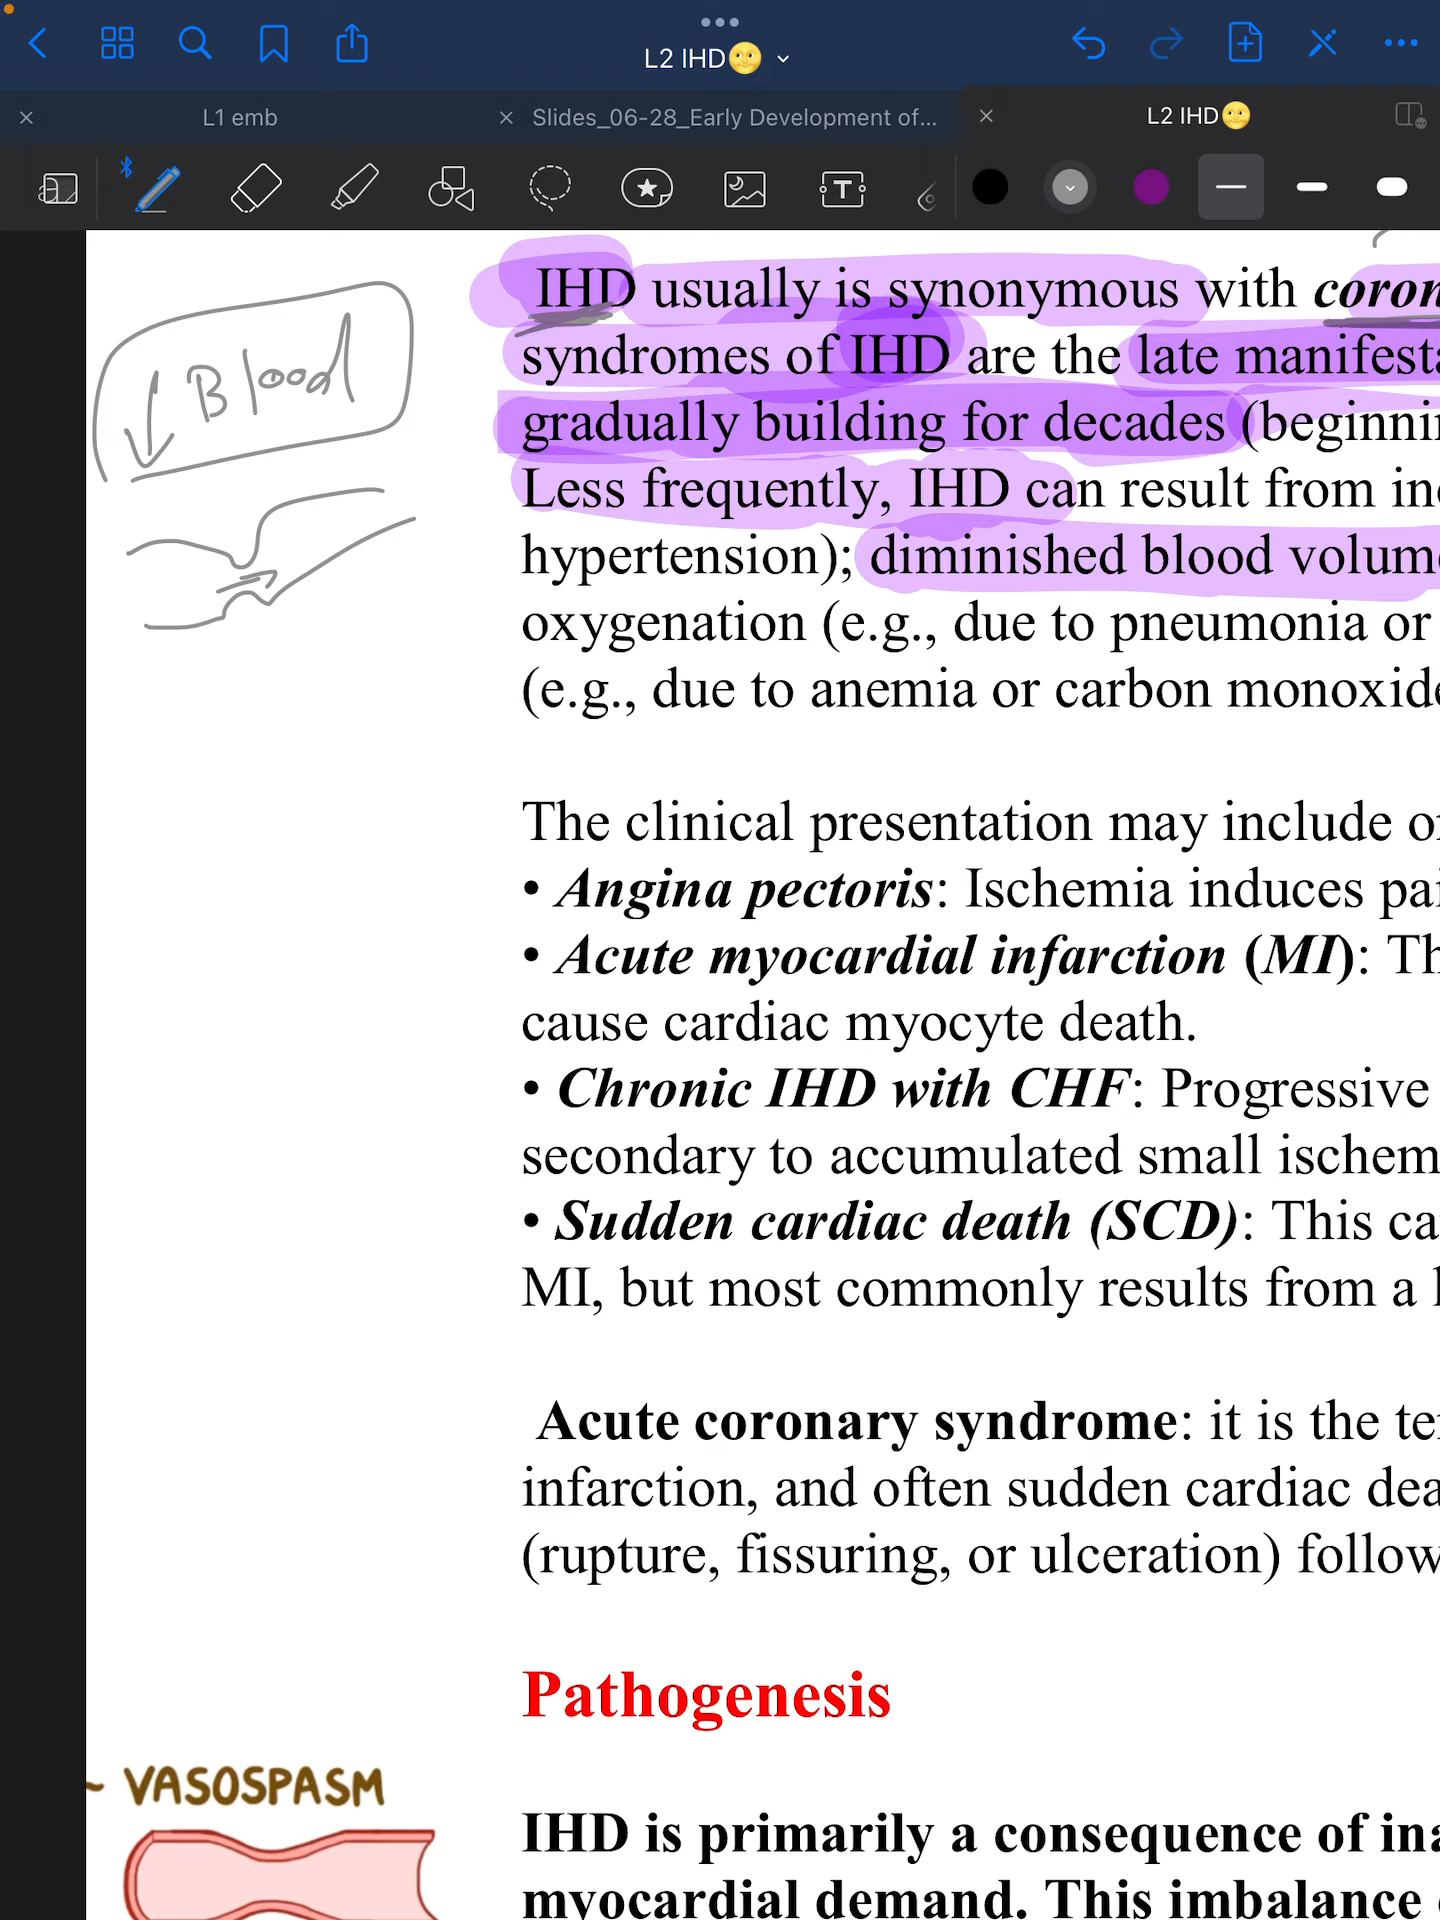 L2 IHD🌝
L1 emb
Slides_06-28_Early Development of...
L2 IHD🌝
↓ Blood
IHD usually is synonymous with coron
syndromes of IHD are the late manifesta
gradually building for decades (beginnin
Less frequently, IHD can result from inc
hypertension); diminished blood volume
oxygenation (e.g., due to pneumonia or
(e.g., due to anemia or carbon monoxide
The clinical presentation may include o
• Angina pectoris: Ischemia induces pai
• Acute myocardial infarction (MI): Th
cause cardiac myocyte death.
• Chronic IHD with CHF: Progressive
secondary to accumulated small ischem
• Sudden cardiac death (SCD): This ca
MI, but most commonly results from a l
Acute coronary syndrome: it is the te
infarction, and often sudden cardiac dea
(rupture, fissuring, or ulceration) follow
Pathogenesis
~ VASOSPASM
IHD is primarily a consequence of ina
myocardial demand. This imbalance